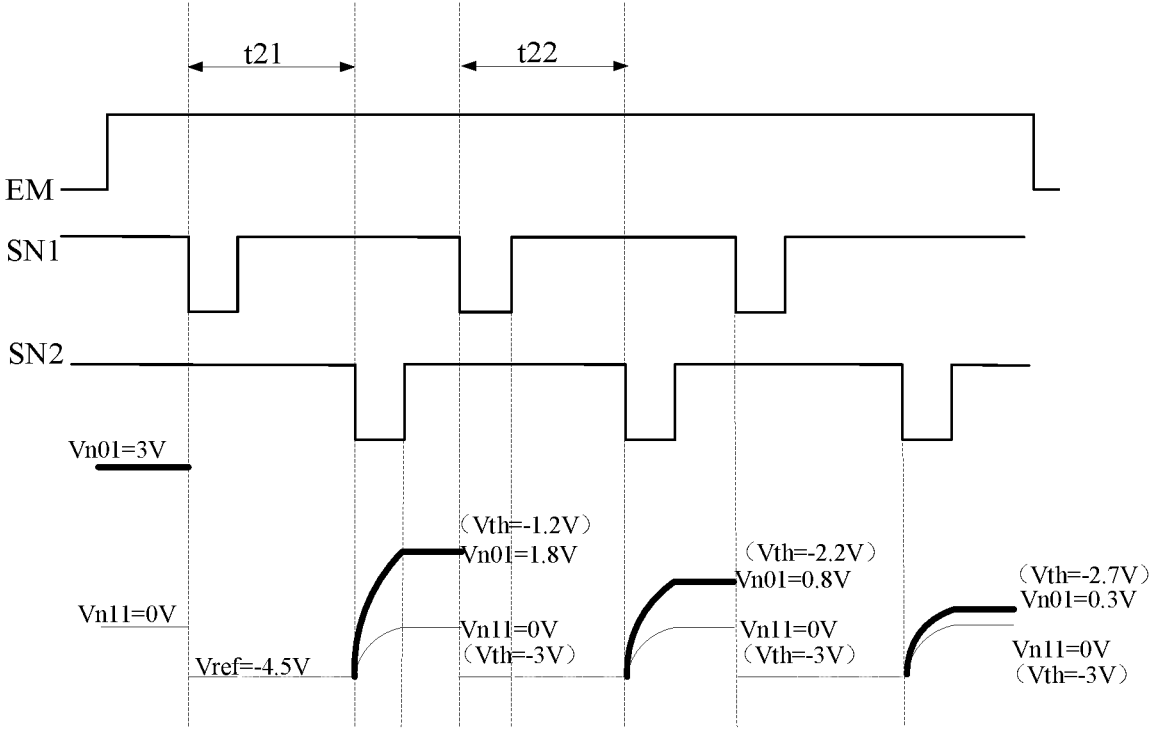 t21
t22
EM
SN1
SN2
Vn01=3V
（Vth=-1.2V）
Vn01=1.8V
（Vth=-2.2V）
Vn01=0.8V
（Vth=-2.7V）
Vn01=0.3V
Vn11=0V
Vn11=0V
（Vth=-3V）
Vn11=0V
（Vth=-3V）
Vn11=0V
（Vth=-3V）
Vref=-4.5V